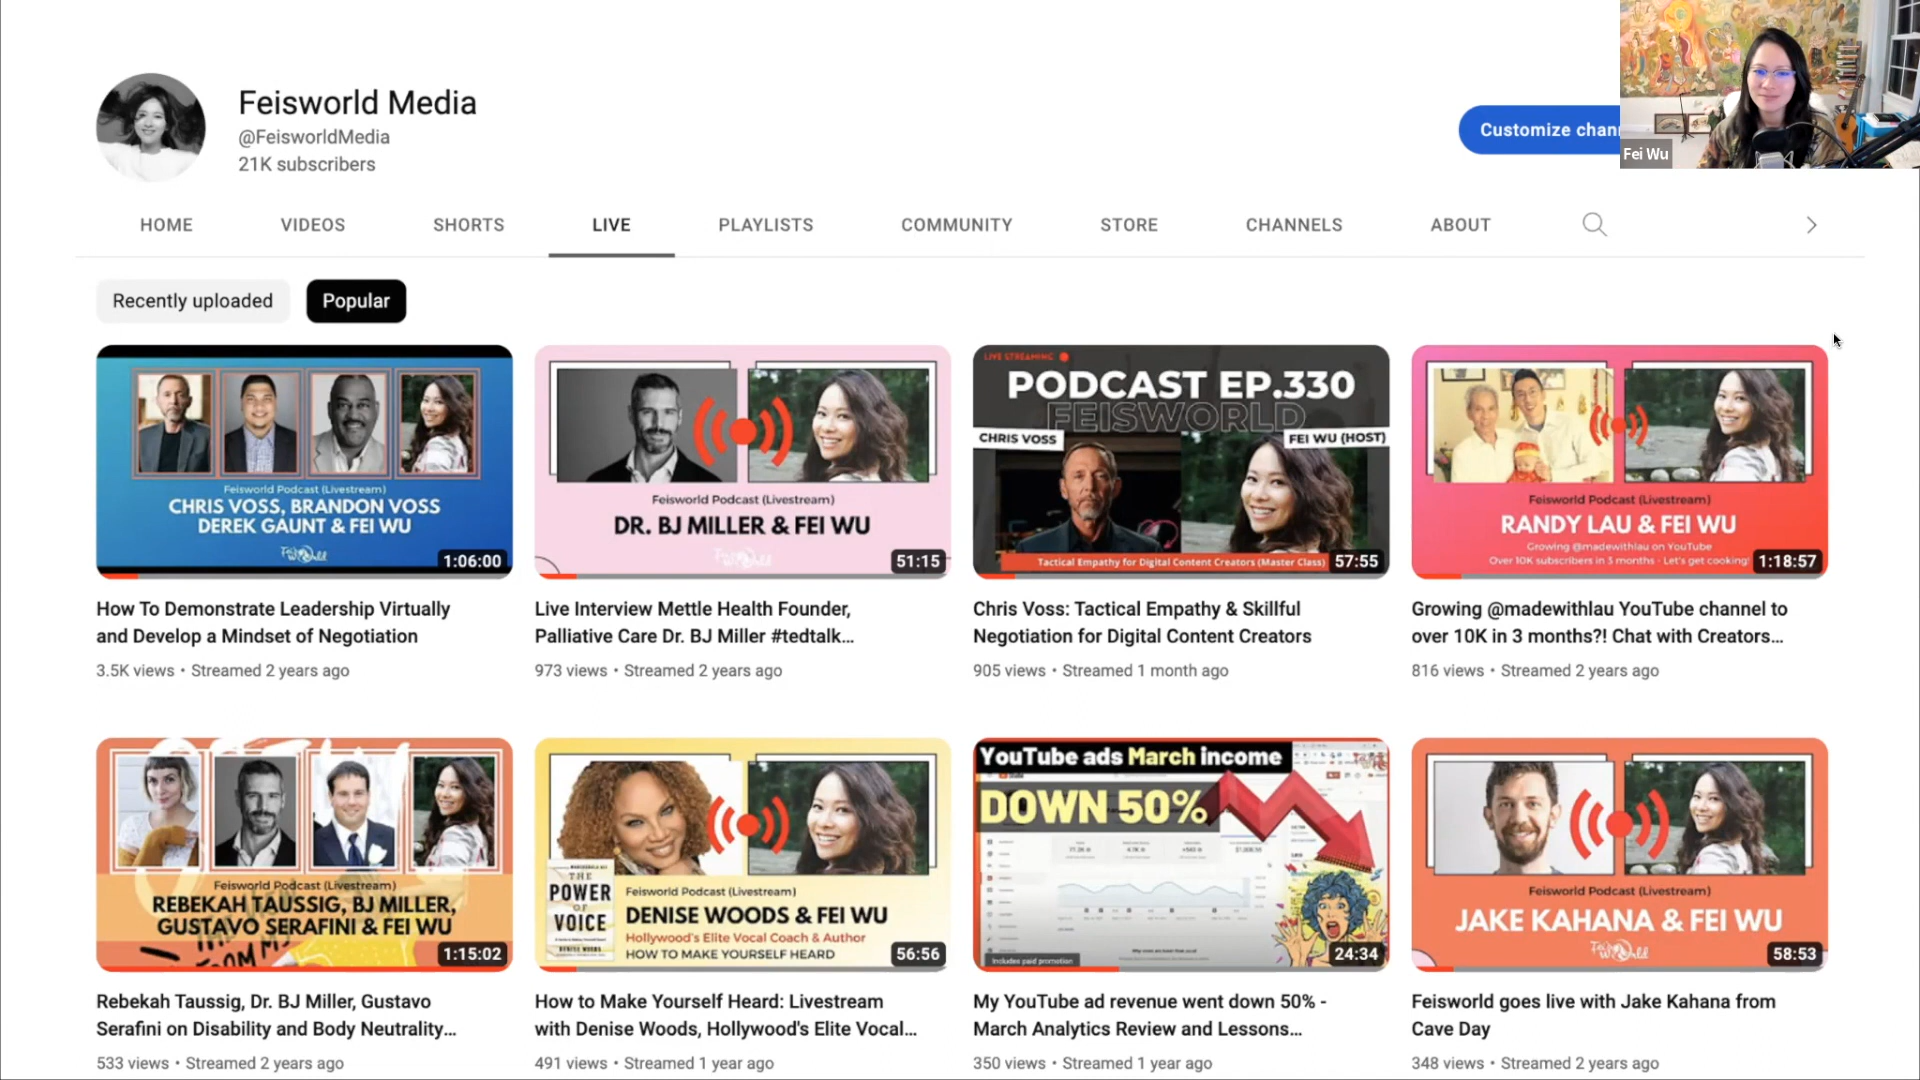 Feisworld Media
@FeisworldMedia
21K subscribers
Customize chan
Fei Wu
HOME VIDEOS SHORTS LIVE PLAYLISTS COMMUNITY STORE CHANNELS ABOUT
Recently uploaded Popular
Feisworld Podcast (Livestream)
CHRIS VOSS, BRANDON VOSS
DEREK GAUNT & FEI WU
1:06:00
Feisworld Podcast (Livestream)
DR. BJ MILLER & FEI WU
51:15
LIVE STREAMING
PODCAST EP.330
FEISWORLD
CHRIS VOSS
FEI WU (HOST)
Tactical Empathy for Digital Content Creators (Master Class)
57:55
Feisworld Podcast (Livestream)
RANDY LAU & FEI WU
Growing @madewithlau on YouTube
Over 10K subscribers in 3 months - Let's get cooking!
1:18:57
How To Demonstrate Leadership Virtually
and Develop a Mindset of Negotiation
3.5K views • Streamed 2 years ago
Live Interview Mettle Health Founder,
Palliative Care Dr. BJ Miller #tedtalk...
973 views • Streamed 2 years ago
Chris Voss: Tactical Empathy & Skillful
Negotiation for Digital Content Creators
905 views • Streamed 1 month ago
Growing @madewithlau YouTube channel to
over 10K in 3 months?! Chat with Creators...
816 views • Streamed 2 years ago
Feisworld Podcast (Livestream)
REBEKAH TAUSSIG, BJ MILLER,
GUSTAVO SERAFINI & FEI WU
1:15:02
THE
POWER
OF
VOICE
DENISE WOODS
Feisworld Podcast (Livestream)
DENISE WOODS & FEI WU
Hollywood's Elite Vocal Coach & Author
HOW TO MAKE YOURSELF HEARD
56:56
YouTube ads March income
DOWN 50%
Includes paid promotion
24:34
Feisworld Podcast (Livestream)
JAKE KAHANA & FEI WU
58:53
Rebekah Taussig, Dr. BJ Miller, Gustavo
Serafini on Disability and Body Neutrality...
533 views • Streamed 2 years ago
How to Make Yourself Heard: Livestream
with Denise Woods, Hollywood's Elite Vocal...
491 views • Streamed 1 year ago
My YouTube ad revenue went down 50% -
March Analytics Review and Lessons...
350 views • Streamed 1 year ago
Feisworld goes live with Jake Kahana from
Cave Day
348 views • Streamed 2 years ago